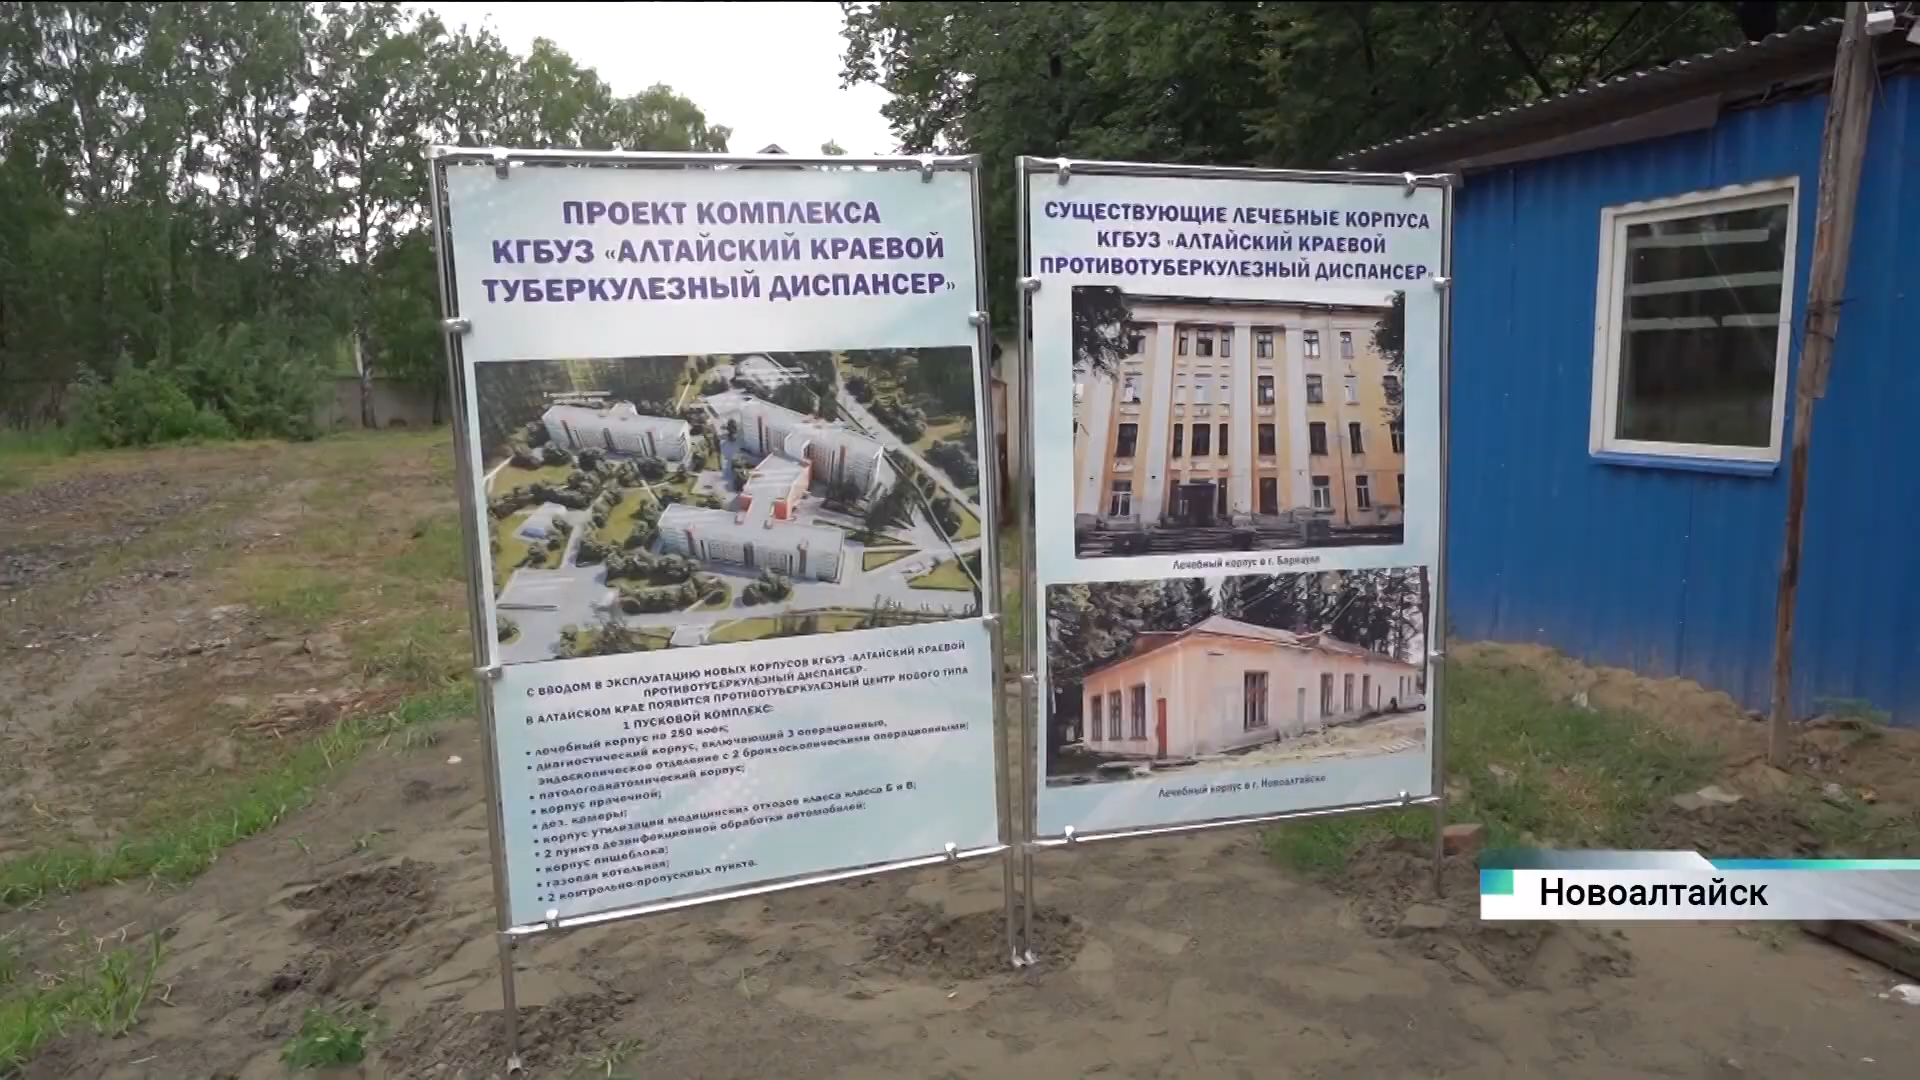 ПРОЕКТ КОМПЛЕКСА
КГБУЗ «АЛТАЙСКИЙ КРАЕВОЙ
ТУБЕРКУЛЕЗНЫЙ ДИСПАНСЕР»
С ВВОДОМ В ЭКСПЛУАТАЦИЮ НОВЫХ КОРПУСОВ КГБУЗ «АЛТАЙСКИЙ КРАЕВОЙ
ПРОТИВОТУБЕРКУЛЕЗНЫЙ ДИСПАНСЕР»
В АЛТАЙСКОМ КРАЕ ПОЯВИТСЯ ПРОТИВОТУБЕРКУЛЕЗНЫЙ ЦЕНТР НОВОГО ТИПА
1 ПУСКОВОЙ КОМПЛЕКС:
• лечебный корпус на 250 коек;
• диагностический корпус, включающий 3 операционные,
эндоскопическое отделение с 2 бронхоскопическими операционными;
• патологоанатомический корпус;
• корпус прачечной;
• дез. камеры;
• корпус утилизации медицинских отходов класса класса Б и В;
• 2 пункта дезинфекционной обработки автомобилей;
• корпус пищеблока;
• газовая котельная;
• 2 контрольно-пропускных пункта.
СУЩЕСТВУЮЩИЕ ЛЕЧЕБНЫЕ КОРПУСА
КГБУЗ «АЛТАЙСКИЙ КРАЕВОЙ
ПРОТИВОТУБЕРКУЛЕЗНЫЙ ДИСПАНСЕР»
Лечебный корпус в г. Барнауле
Лечебный корпус в г. Новоалтайске
Новоалтайск